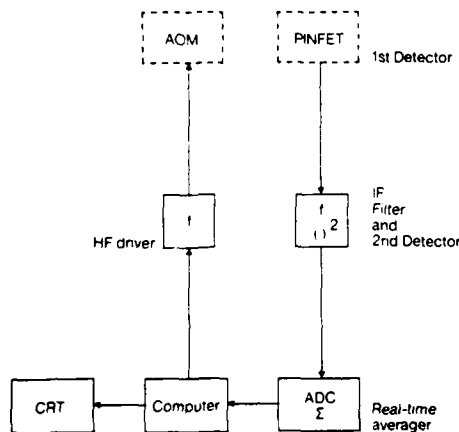 AOM
PINFET
1st Detector
f
HF driver
f
( ) 2
IF
Filter
and
2nd Detector
CRT
Computer
ADC
Σ
Real-time
averager